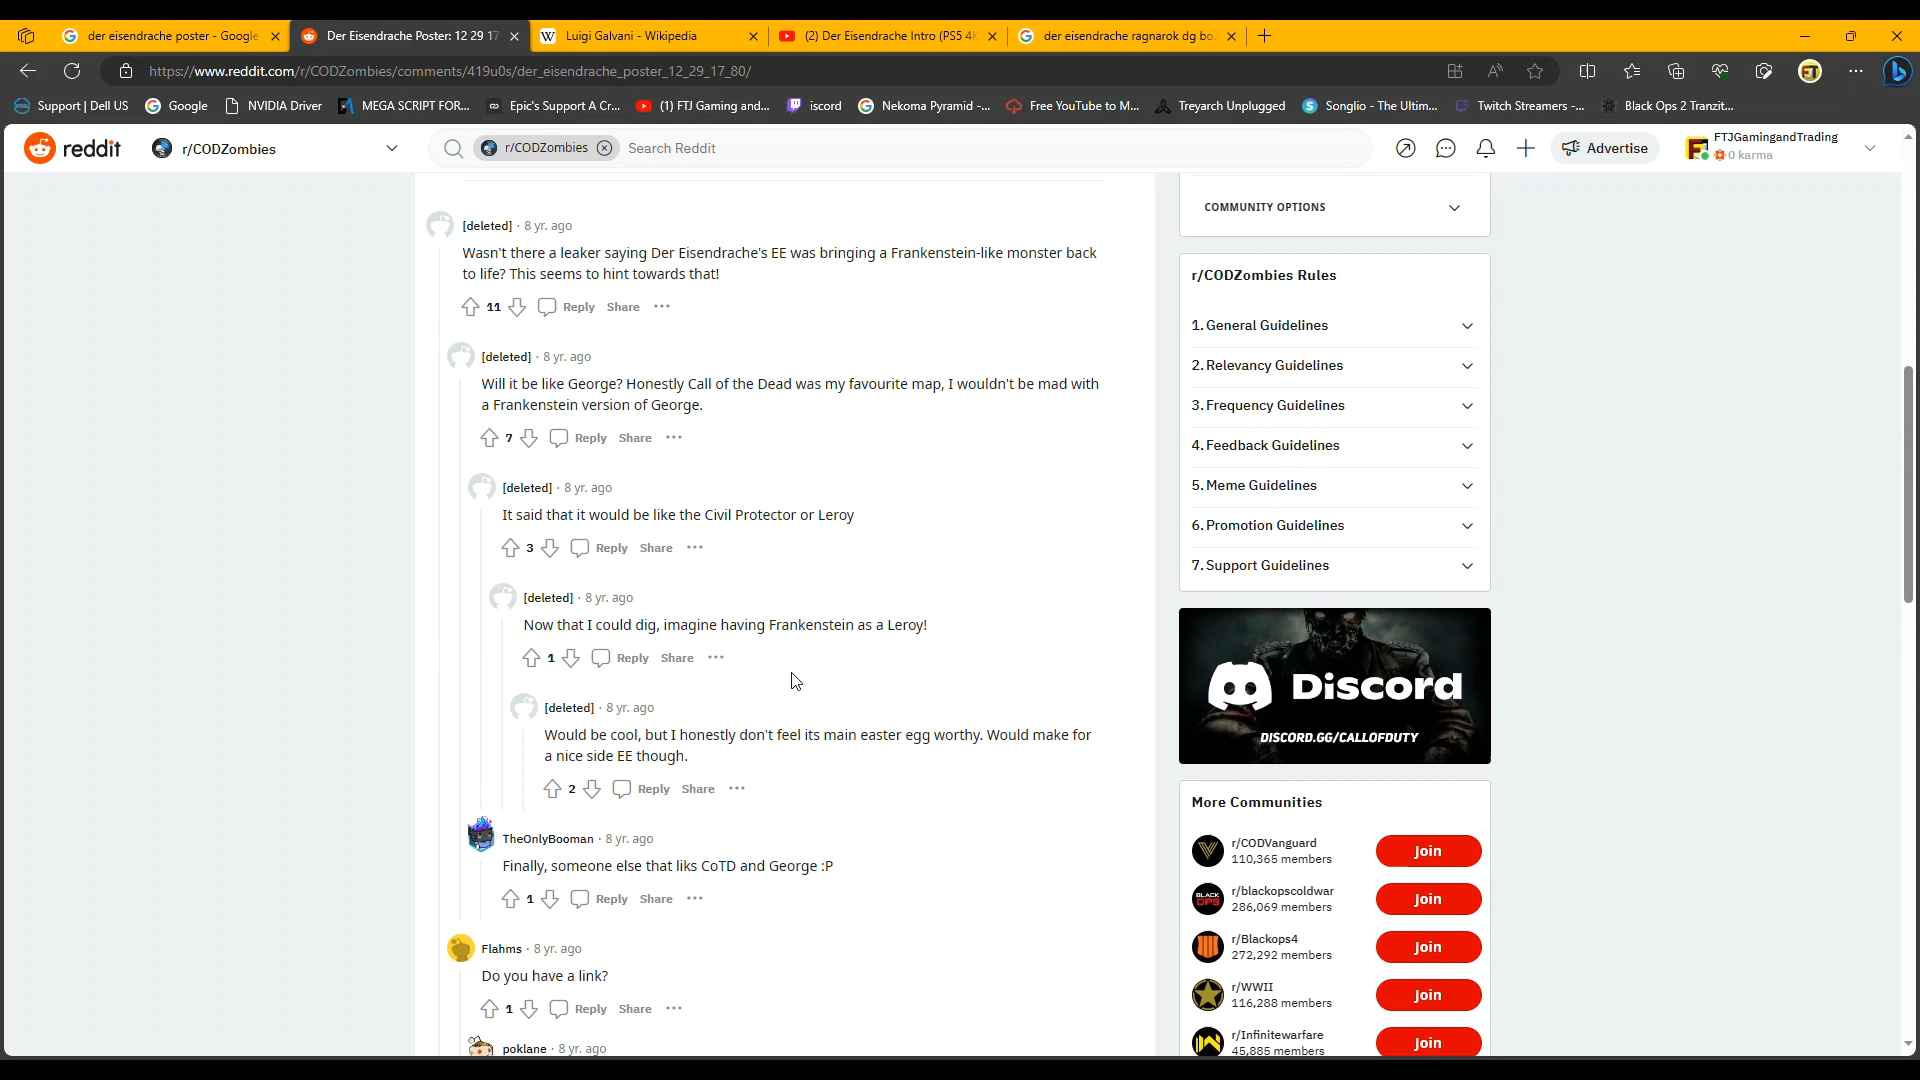 der eisendrache poster - Google
Der Eisendrache Poster: 12 29 17
Luigi Galvani - Wikipedia
(2) Der Eisendrache Intro (PS5 4K
der eisendrache ragnarok dg bo
https://www.reddit.com/r/CODZombies/comments/419u0s/der_eisendrache_poster_12_29_17_80/
Support | Dell US
Google
NVIDIA Driver
MEGA SCRIPT FOR...
Epic's Support A Cr...
(1) FTJ Gaming and...
iscord
Nekoma Pyramid -...
Free YouTube to M...
Treyarch Unplugged
Songlio - The Ultim...
Twitch Streamers -...
Black Ops 2 Tranzit...
reddit
r/CODZombies
r/CODZombies
Search Reddit
Advertise
FTJGamingandTrading
0 karma
[deleted] · 8 yr. ago
Wasn't there a leaker saying Der Eisendrache's EE was bringing a Frankenstein-like monster back
to life? This seems to hint towards that!
11 Reply Share ...
[deleted] · 8 yr. ago
Will it be like George? Honestly Call of the Dead was my favourite map, I wouldn't be mad with
a Frankenstein version of George.
7 Reply Share ...
[deleted] · 8 yr. ago
It said that it would be like the Civil Protector or Leroy
3 Reply Share ...
[deleted] · 8 yr. ago
Now that I could dig, imagine having Frankenstein as a Leroy!
1 Reply Share ...
[deleted] · 8 yr. ago
Would be cool, but I honestly don't feel its main easter egg worthy. Would make for
a nice side EE though.
2 Reply Share ...
TheOnlyBooman · 8 yr. ago
Finally, someone else that liks CoTD and George :P
1 Reply Share ...
Flahms · 8 yr. ago
Do you have a link?
1 Reply Share ...
poklane · 8 yr. ago
COMMUNITY OPTIONS
r/CODZombies Rules
1. General Guidelines
2. Relevancy Guidelines
3. Frequency Guidelines
4. Feedback Guidelines
5. Meme Guidelines
6. Promotion Guidelines
7. Support Guidelines
Discord
DISCORD.GG/CALLOFDUTY
More Communities
r/CODVanguard
110,365 members
Join
r/blackopscoldwar
286,069 members
Join
r/Blackops4
272,292 members
Join
r/WWII
116,288 members
Join
r/Infinitewarfare
45,885 members
Join